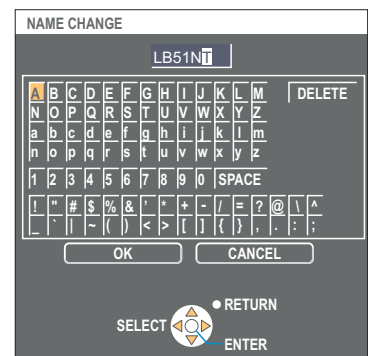 NAME CHANGE
LB51NT
A B C D E F G H I J K L M DELETE
N O P Q R S T U V W X Y Z
a b c d e f g h i j k l m
n o p q r s t u v w x y z
1 2 3 4 5 6 7 8 9 0 SPACE
! " # $ % & ' * + - / = ? @ \ ^
_ ` | ~ ( ) < > [ ] { } , . : ;
OK CANCEL
RETURN
SELECT
ENTER